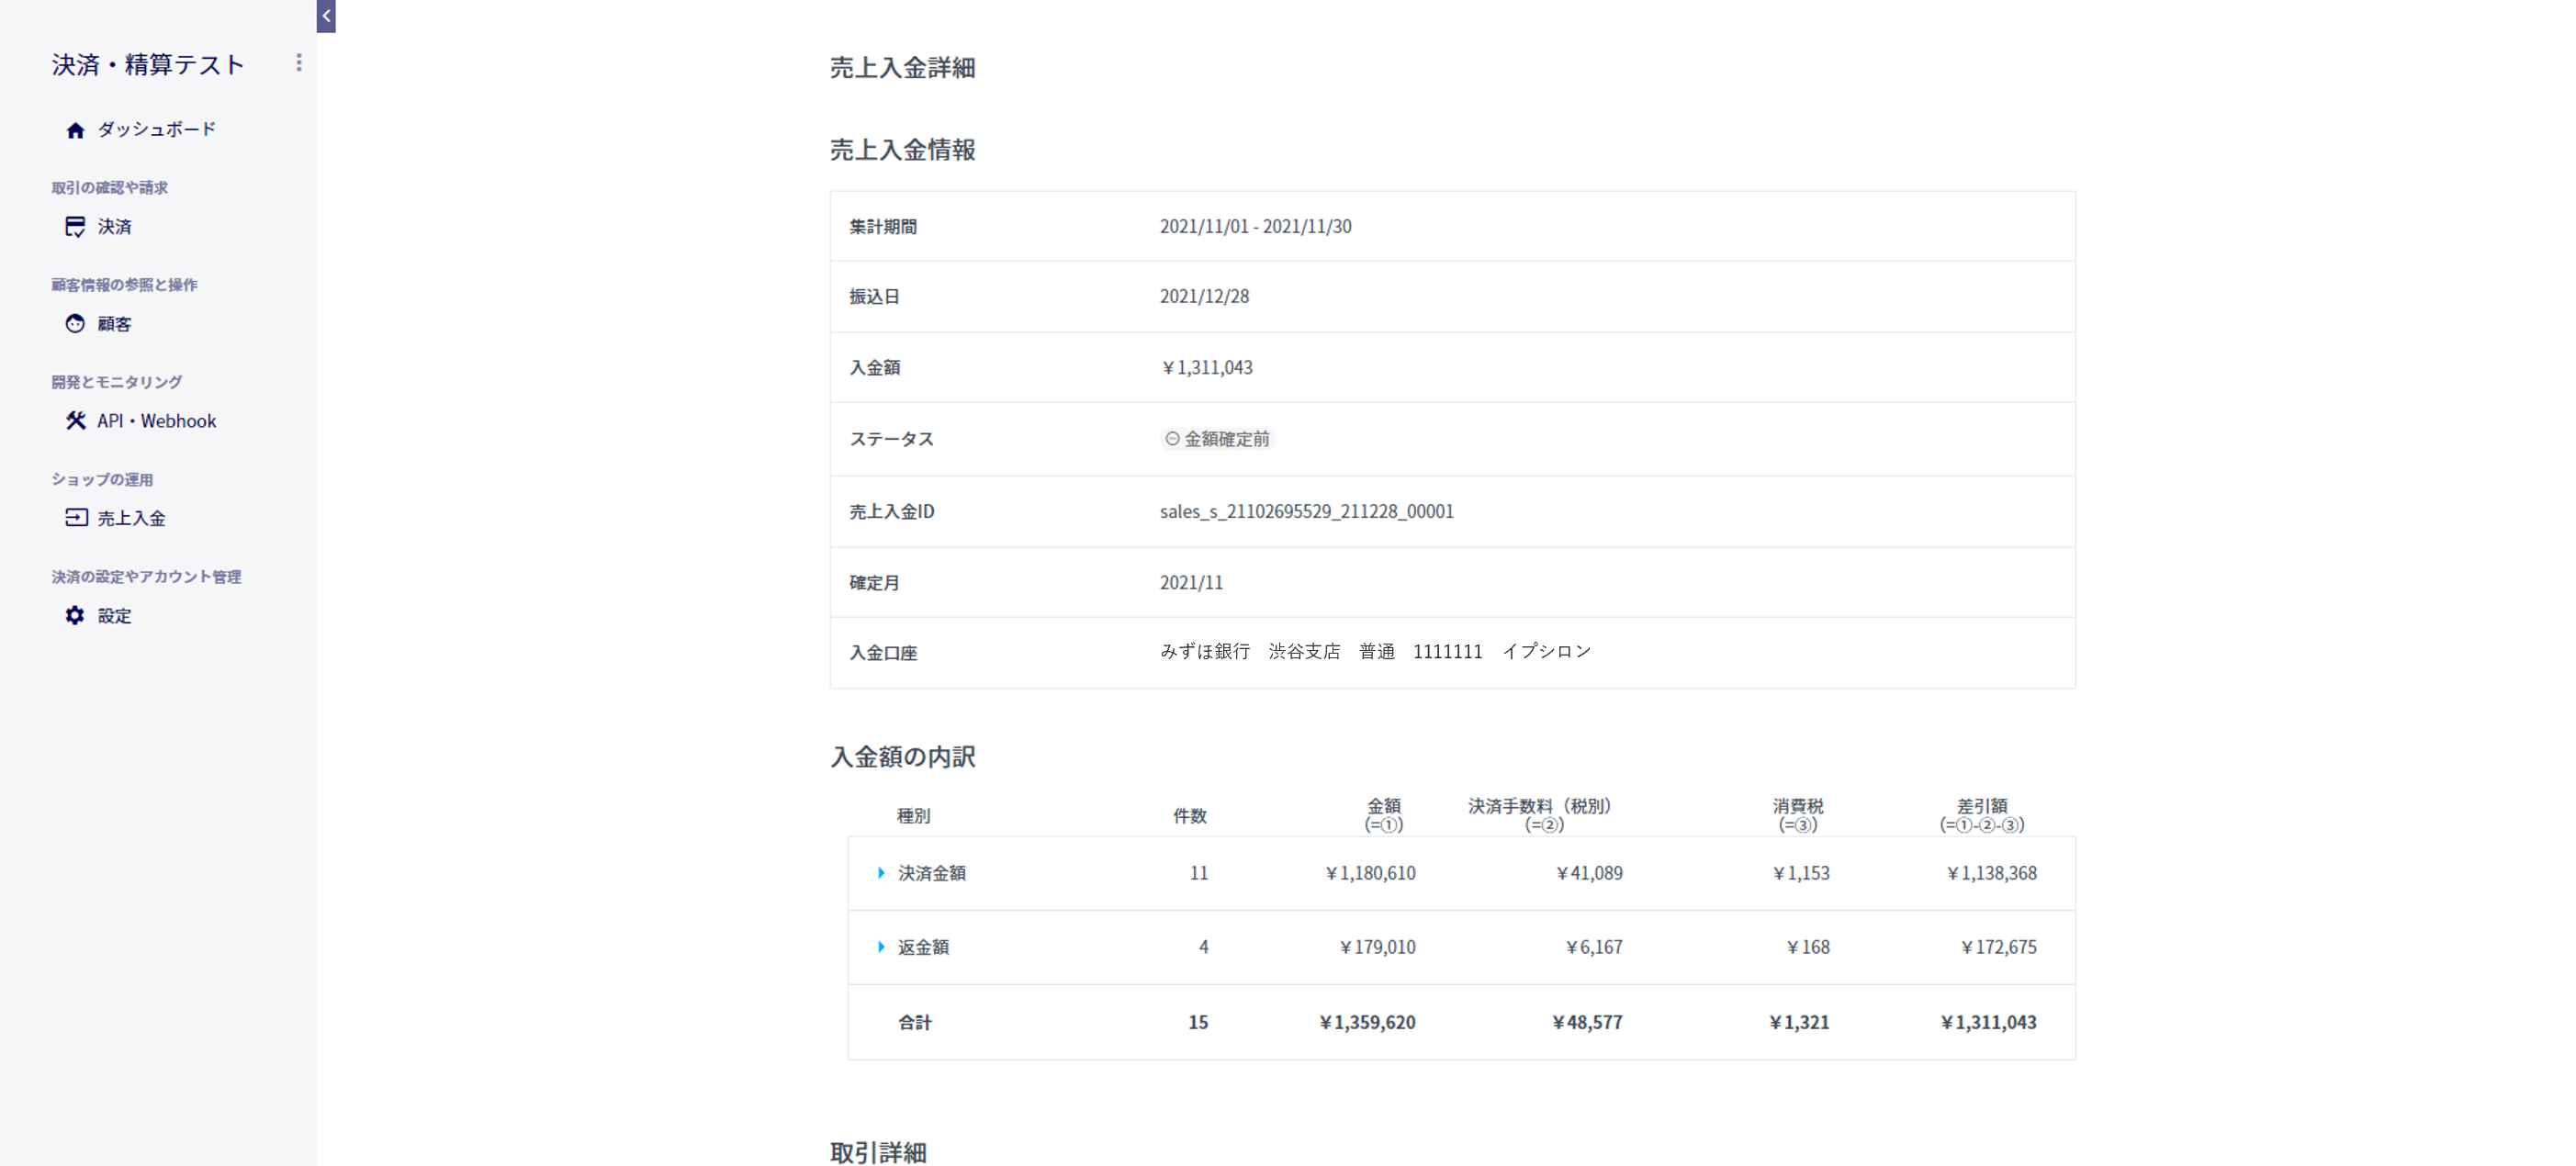 決済・精算テスト
ダッシュボード
取引の確認や請求
決済
顧客情報の参照と操作
顧客
開発とモニタリング
API・Webhook
ショップの運用
売上入金
決済の設定やアカウント管理
設定
売上入金詳細
売上入金情報
集計期間 2021/11/01 - 2021/11/30
振込日 2021/12/28
入金額 ¥1,311,043
ステータス 金額確定前
売上入金ID sales_s_21102695529_211228_00001
確定月 2021/11
入金口座 みずほ銀行　渋谷支店　普通　1111111　イプシロン
入金額の内訳
種別 件数 金額 決済手数料（税別） 消費税 差引額
(=①) (=②) (=③) (=①-②-③)
決済金額 11 ¥1,180,610 ¥41,089 ¥1,153 ¥1,138,368
返金額 4 ¥179,010 ¥6,167 ¥168 ¥172,675
合計 15 ¥1,359,620 ¥48,577 ¥1,321 ¥1,311,043
取引詳細